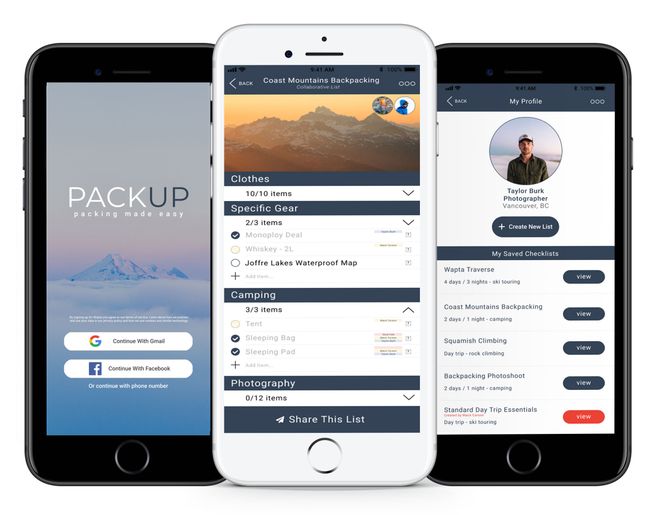 PACKUP
packing made easy
Continue With Gmail
Continue With Facebook
Or continue with phone number
9:41 AM
100%
BACK
Coast Mountains Backpacking
Collaborative List
Clothes
10/10 items
Specific Gear
2/3 items
Monoploy Deal
Whiskey - 2L
Joffre Lakes Waterproof Map
Add item...
Camping
3/3 items
Tent
Sleeping Bag
Sleeping Pad
Add item...
Photography
0/12 items
Share This List
9:41 AM
100%
BACK
My Profile
Taylor Burk
Photographer
Vancouver, BC
+ Create New List
My Saved Checklists
Wapta Traverse
4 days / 3 nights - ski touring
view
Coast Mountains Backpacking
2 days / 1 night - camping
view
Squamish Climbing
Day trip - rock climbing
view
Backpacking Photoshoot
2 days / 1 night - camping
view
Standard Day Trip Essentials
Day trip - ski touring
view